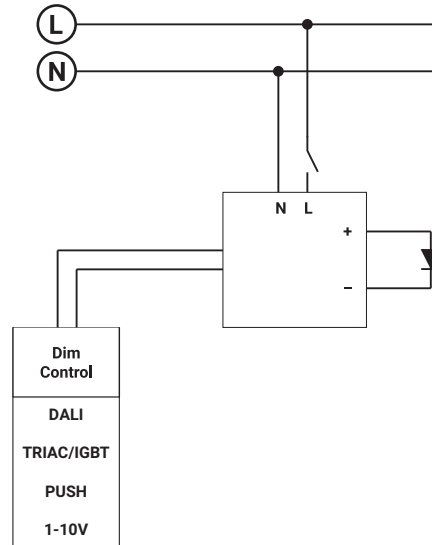 L
N
N L
+
−
Dim
Control
DALI
TRIAC/IGBT
PUSH
1-10V